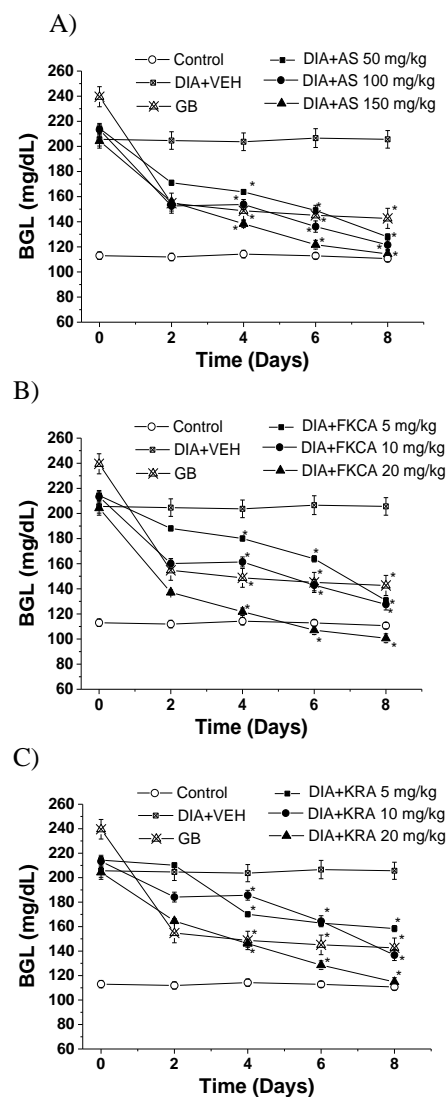 A)
Control
DIA+VEH
GB
DIA+AS 50 mg/kg
DIA+AS 100 mg/kg
DIA+AS 150 mg/kg
260
240
220
200
180
160
140
120
100
80
60
BGL (mg/dL)
* * * * * * * * * * * *
0 2 4 6 8
Time (Days)
B)
Control
DIA+VEH
GB
DIA+FKCA 5 mg/kg
DIA+FKCA 10 mg/kg
DIA+FKCA 20 mg/kg
260
240
220
200
180
160
140
120
100
80
60
BGL (mg/dL)
* * * * * * * * * * * *
0 2 4 6 8
Time (Days)
C)
Control
DIA+VEH
GB
DIA+KRA 5 mg/kg
DIA+KRA 10 mg/kg
DIA+KRA 20 mg/kg
260
240
220
200
180
160
140
120
100
80
60
BGL (mg/dL)
* * * * * * * * * * * *
0 2 4 6 8
Time (Days)